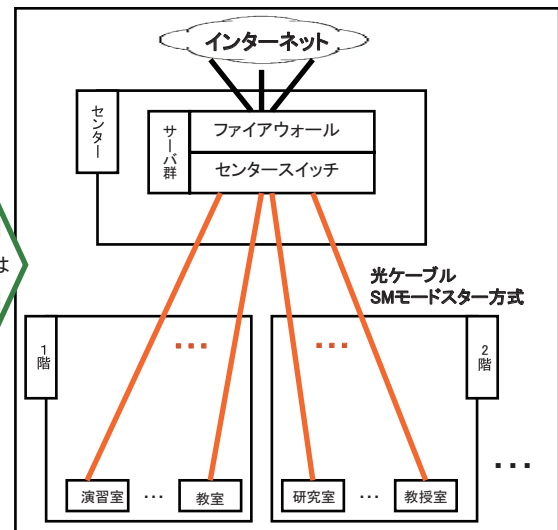 インターネット
センター
サーバ群
ファイアウォール
センタースイッチ
は
光ケーブル
SMモードスター方式
1階
・・・
・・・
2階
演習室
・・・
教室
研究室
・・・
教授室
・・・